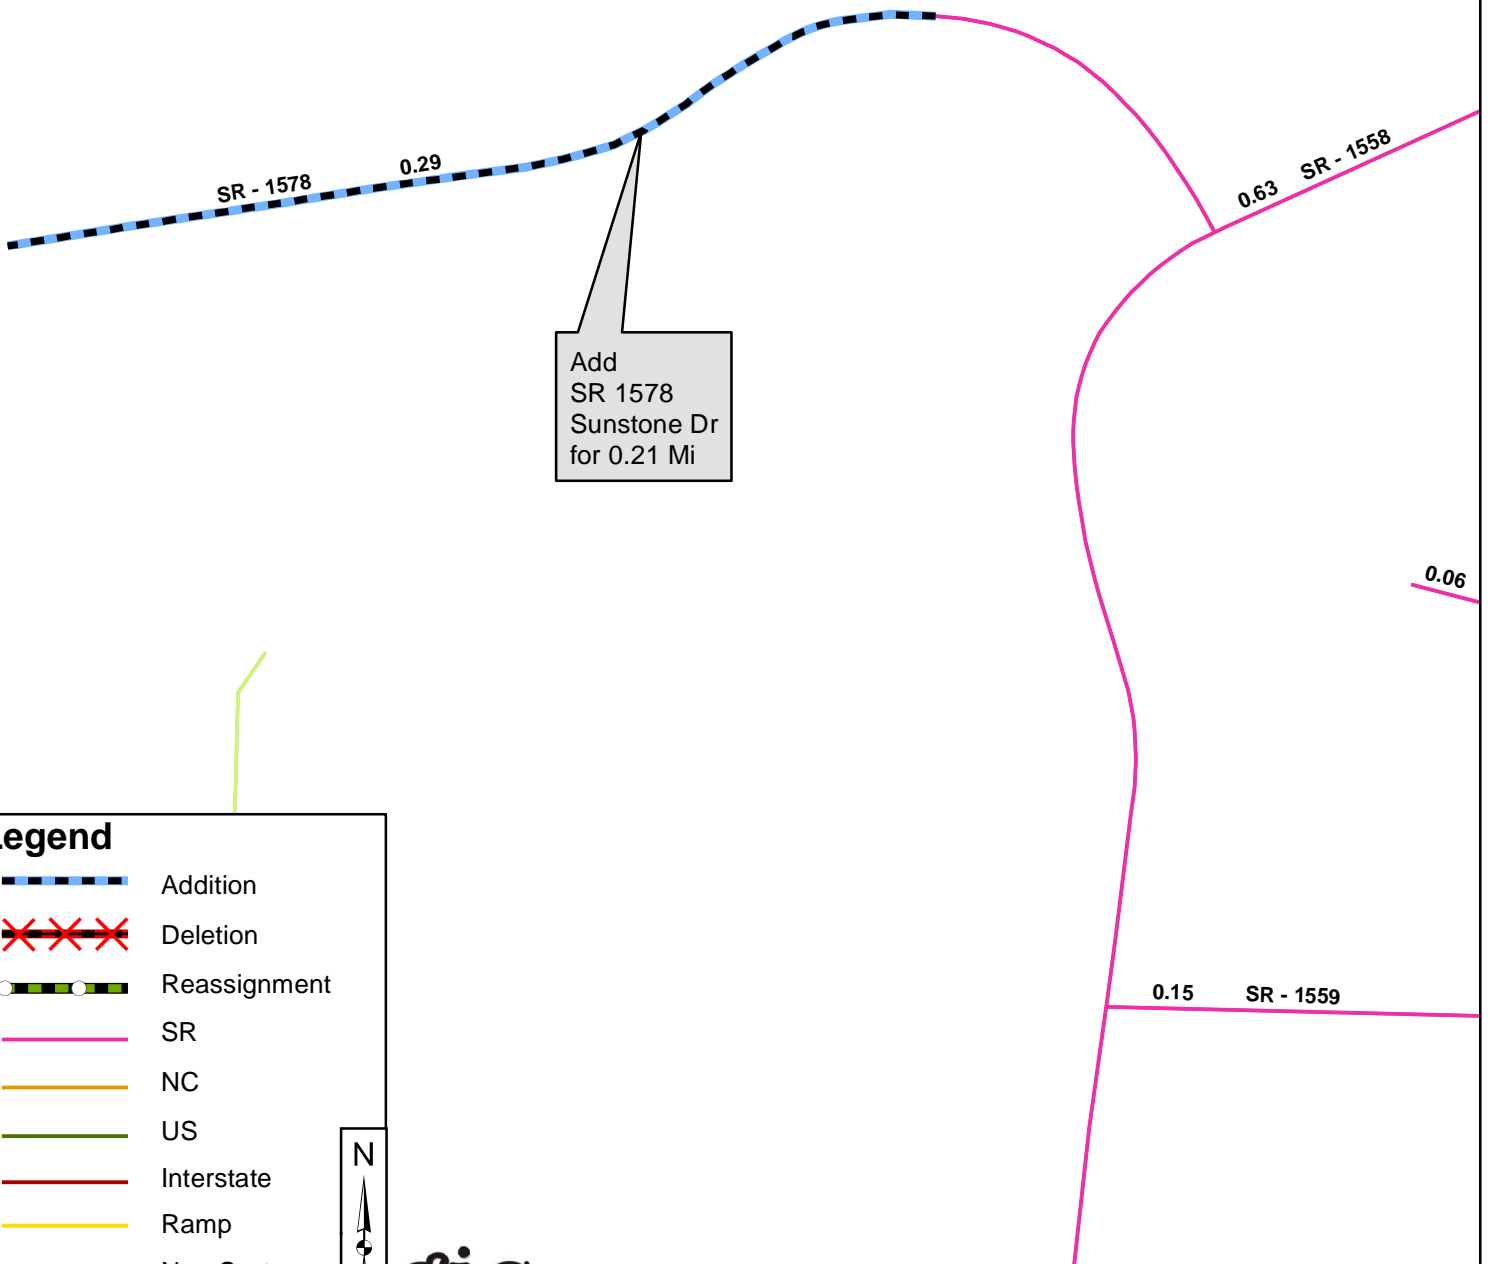 SR - 1578
0.29
0.63
SR - 1558
Add
SR 1578
Sunstone Dr
for 0.21 Mi
0.06
Legend
Addition
Deletion
Reassignment
SR
NC
US
Interstate
Ramp
0.15
SR - 1559
N